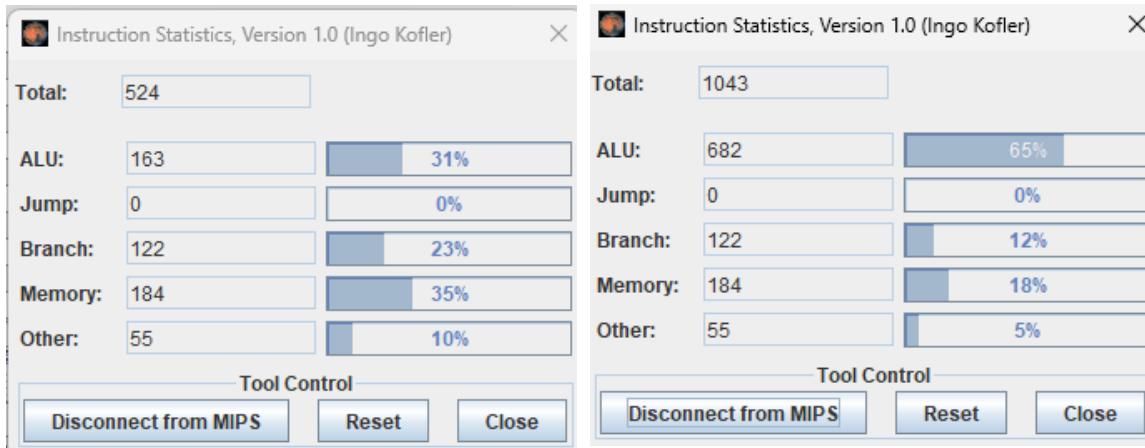 Instruction Statistics, Version 1.0 (Ingo Kofler)
Total: 524
ALU: 163 31%
Jump: 0 0%
Branch: 122 23%
Memory: 184 35%
Other: 55 10%
Tool Control
Disconnect from MIPS Reset Close
Instruction Statistics, Version 1.0 (Ingo Kofler)
Total: 1043
ALU: 682 65%
Jump: 0 0%
Branch: 122 12%
Memory: 184 18%
Other: 55 5%
Tool Control
Disconnect from MIPS Reset Close